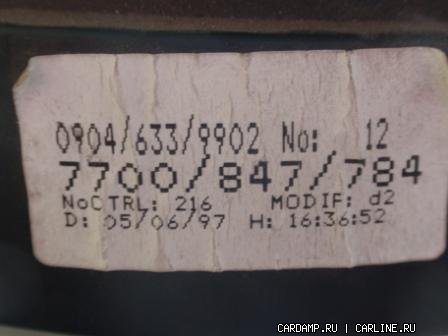 0904/633/9902 No: 12
7700/847/784
NoCTRL: 216 MODIF: d2
D: 05/06/97 H: 16:36:52
CARDAMP.RU | CARLINE.RU